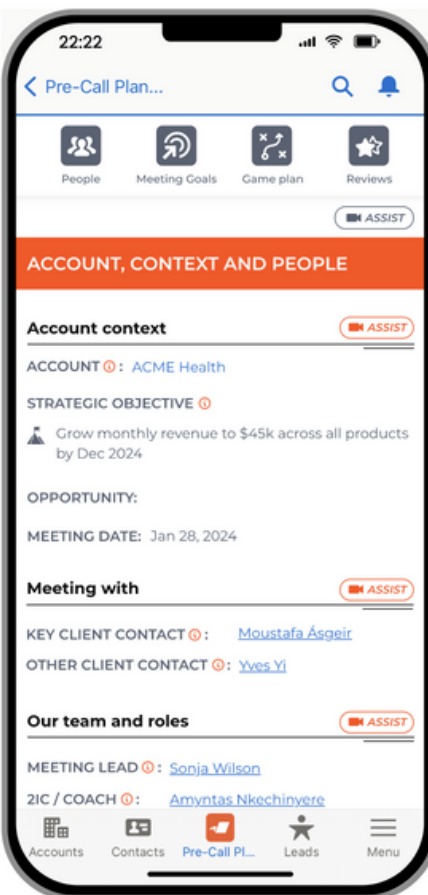 22:22
Pre-Call Plan...
People Meeting Goals Game plan Reviews
ASSIST
ACCOUNT, CONTEXT AND PEOPLE
Account context ASSIST
ACCOUNT : ACME Health
STRATEGIC OBJECTIVE
Grow monthly revenue to $45k across all products
by Dec 2024
OPPORTUNITY:
MEETING DATE: Jan 28, 2024
Meeting with ASSIST
KEY CLIENT CONTACT : Moustafa Ásgeir
OTHER CLIENT CONTACT : Yves Yi
Our team and roles ASSIST
MEETING LEAD : Sonja Wilson
2IC / COACH : Amyntas Nkechinyere
Accounts Contacts Pre-Call Pl... Leads Menu